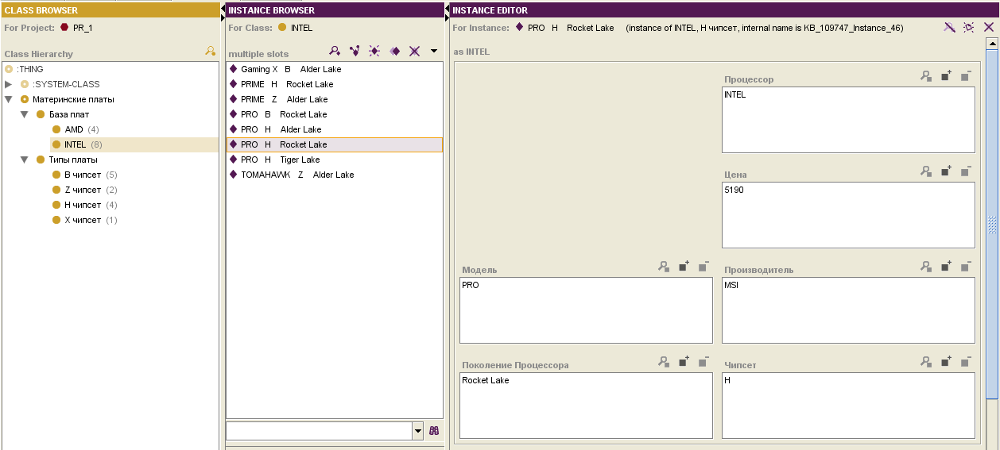 CLASS BROWSER
For Project: PR_1
Class Hierarchy
:THING
:SYSTEM-CLASS
Материнские платы
База плат
AMD (4)
INTEL (8)
Типы платы
B чипсет (5)
Z чипсет (2)
H чипсет (4)
X чипсет (1)
INSTANCE BROWSER
For Class: INTEL
multiple slots
Gaming X B Alder Lake
PRIME H Rocket Lake
PRIME Z Alder Lake
PRO B Rocket Lake
PRO H Alder Lake
PRO H Rocket Lake
PRO H Tiger Lake
TOMAHAWK Z Alder Lake
INSTANCE EDITOR
For Instance: PRO H Rocket Lake (instance of INTEL, H чипсет, internal name is KB_109747_Instance_46)
as INTEL
Процессор
INTEL
Цена
5190
Модель
PRO
Производитель
MSI
Поколение Процессора
Rocket Lake
Чипсет
H